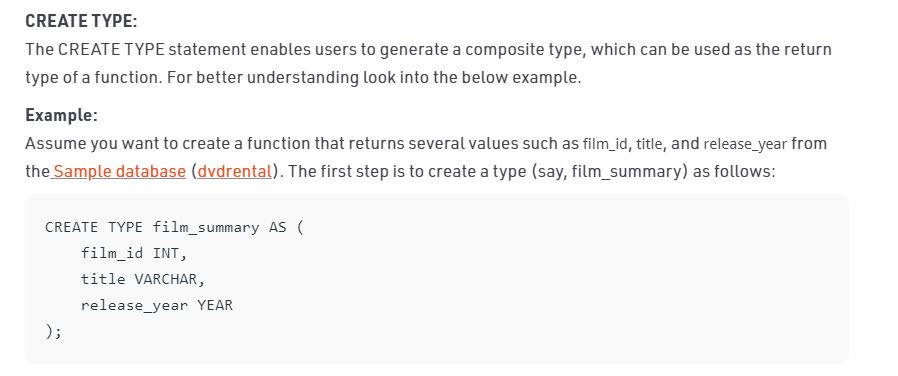 CREATE TYPE:
The CREATE TYPE statement enables users to generate a composite type, which can be used as the return
type of a function. For better understanding look into the below example.
Example:
Assume you want to create a function that returns several values such as film_id, title, and release_year from
the Sample database (dvdrental). The first step is to create a type (say, film_summary) as follows:
CREATE TYPE film_summary AS (
    film_id INT,
    title VARCHAR,
    release_year YEAR
);